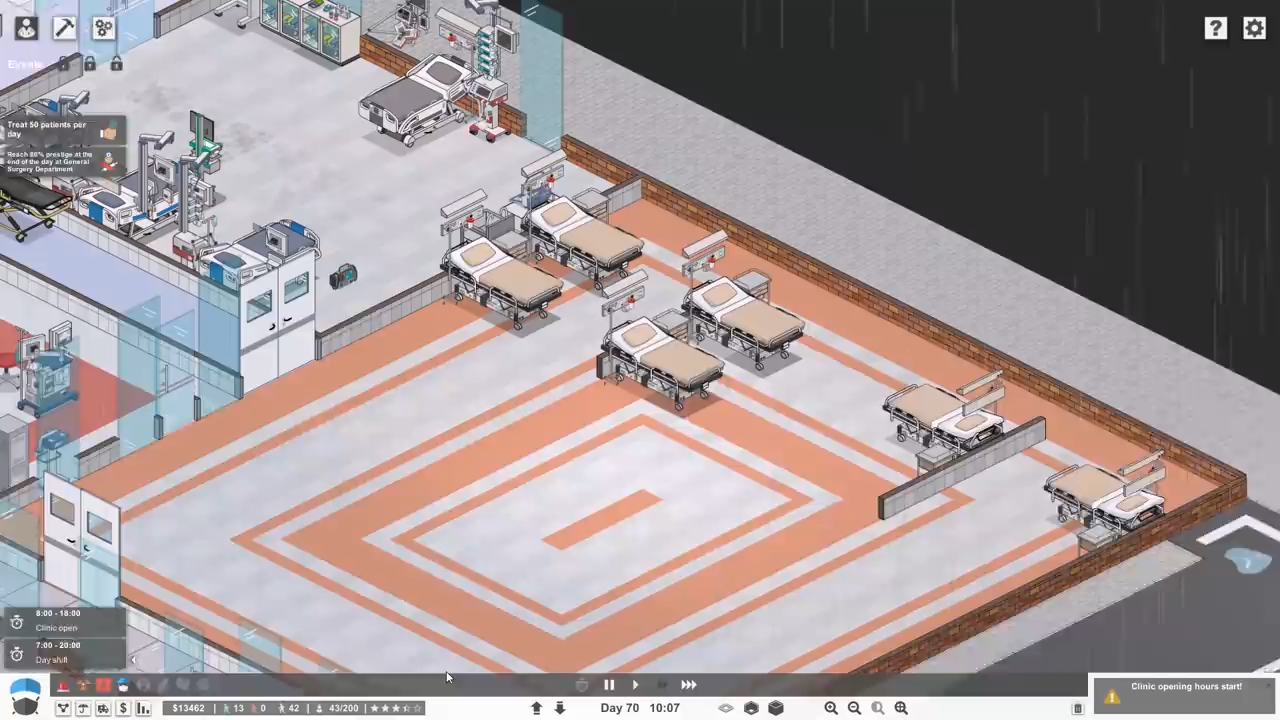 ?
Events
Treat 50 patients per
day
Reach 86% prestige at the
end of the day at General
Surgery Department
8:00 - 18:00
Clinic open
7:00 - 20:00
Day shift
$13462 | 13 0 | 42 | 43/200 |
Day 70 10:07
Clinic opening hours start!